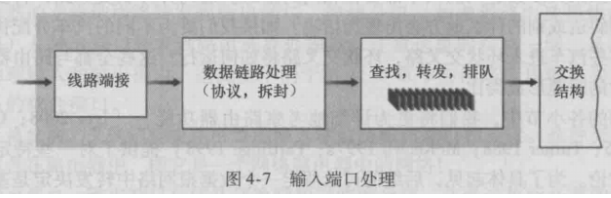 线路端接
数据链路处理
（协议，拆封）
查找，转发，排队
交换
结构
图 4-7 输入端口处理